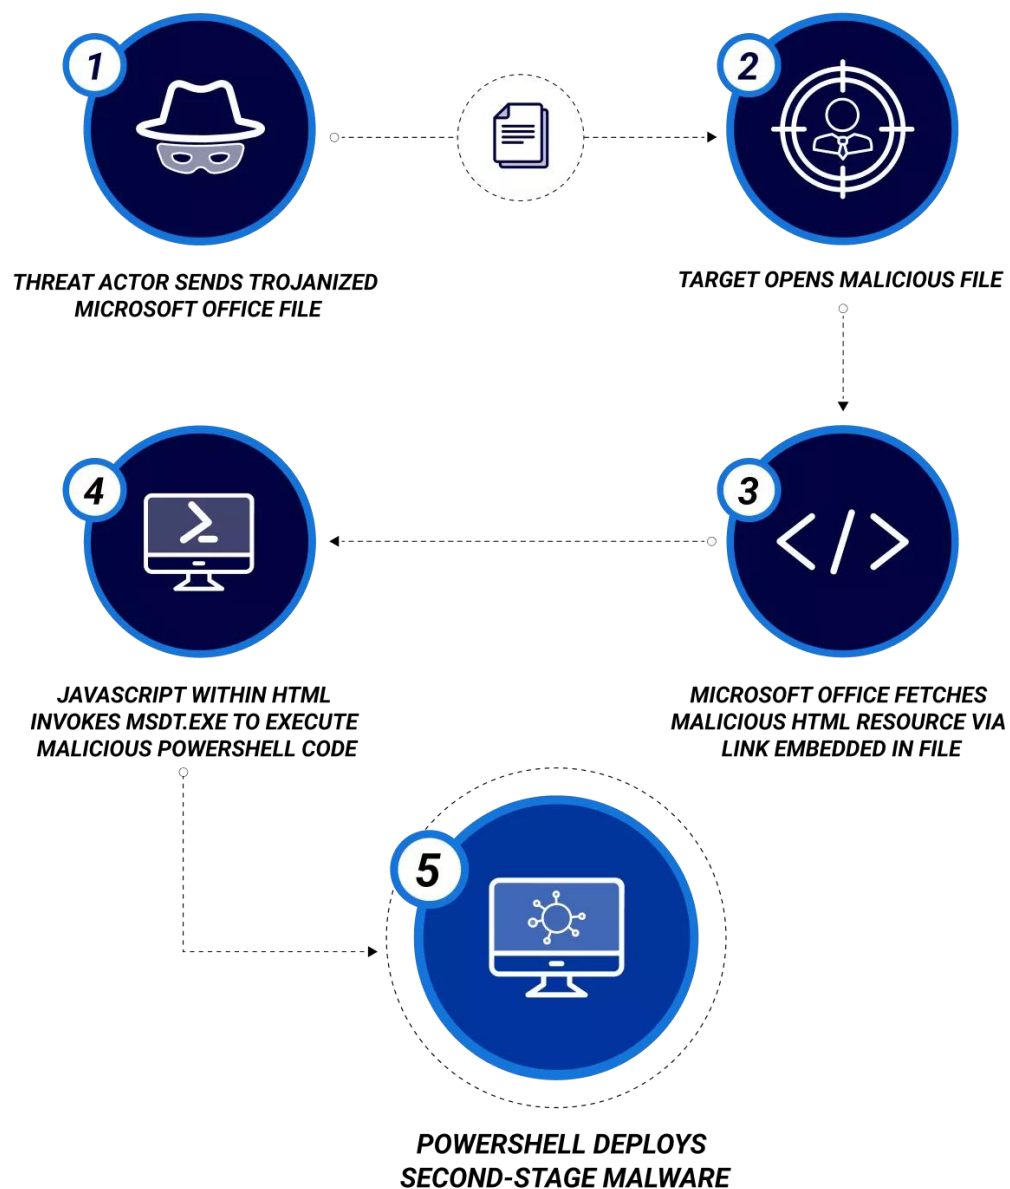 1
THREAT ACTOR SENDS TROJANIZED
MICROSOFT OFFICE FILE
2
TARGET OPENS MALICIOUS FILE
3
MICROSOFT OFFICE FETCHES
MALICIOUS HTML RESOURCE VIA
LINK EMBEDDED IN FILE
4
JAVASCRIPT WITHIN HTML
INVOKES MSDT.EXE TO EXECUTE
MALICIOUS POWERSHELL CODE
5
POWERSHELL DEPLOYS
SECOND-STAGE MALWARE